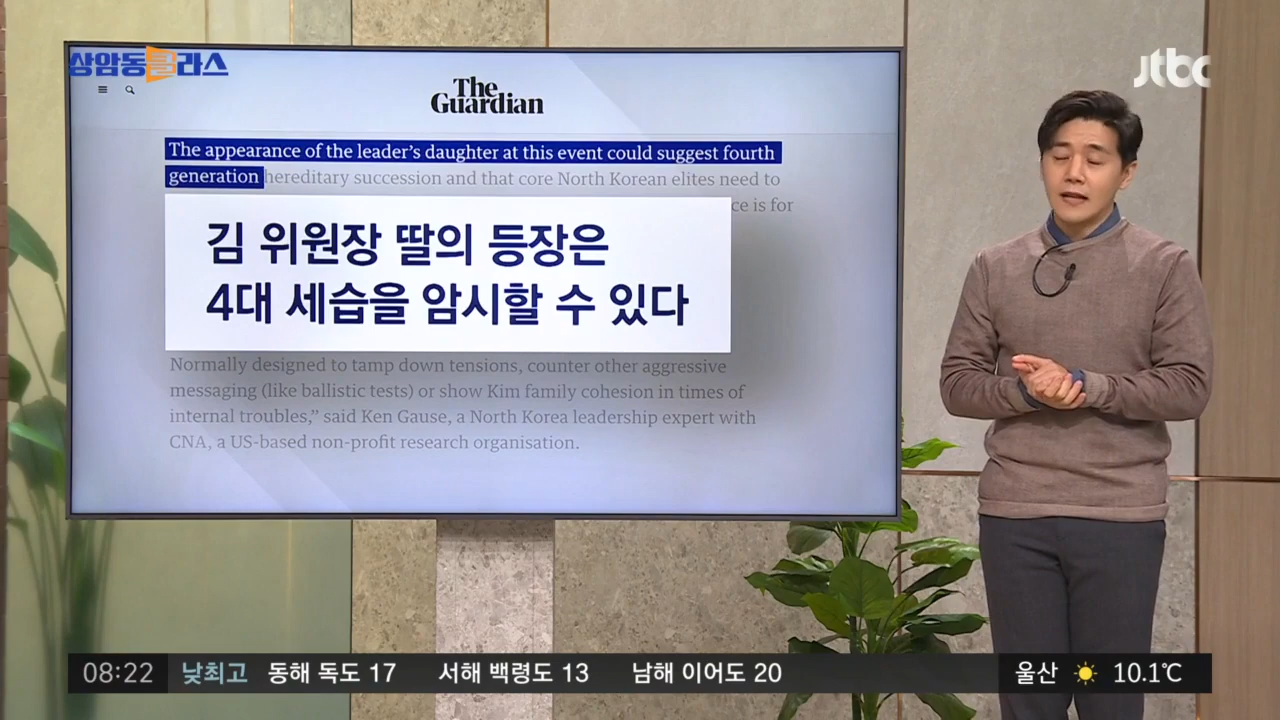 상암동클라스
jtbc
The
Guardian
The appearance of the leader's daughter at this event could suggest fourth
generation hereditary succession and that core North Korean elites need to
ce is for
김 위원장 딸의 등장은
4대 세습을 암시할 수 있다
Normally designed to tamp down tensions, counter other aggressive
messaging (like ballistic tests) or show Kim family cohesion in times of
internal troubles,” said Ken Gause, a North Korea leadership expert with
CNA, a US-based non-profit research organisation.
08:22 낮최고 동해 독도 17 서해 백령도 13 남해 이어도 20 울산 10.1℃